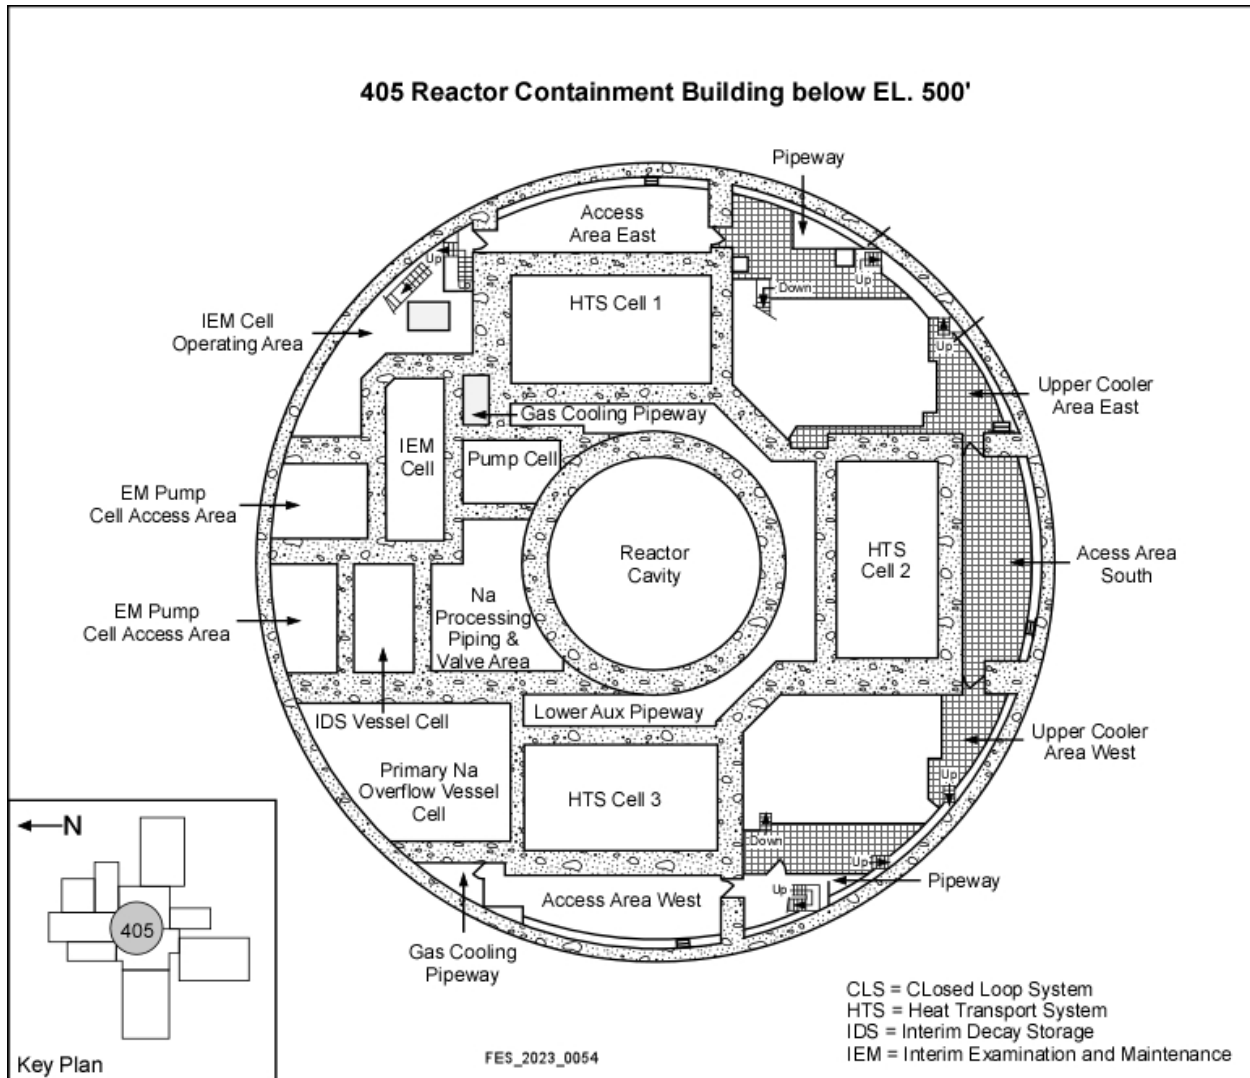 405 Reactor Containment Building below EL. 500'
Pipeway
Access
Area East
Up
HTS Cell 1
Down
Up
Up
IEM Cell
Operating Area
Upper Cooler
Area East
Gas Cooling Pipeway
IEM
Cell
Pump Cell
EM Pump
Cell Access Area
Reactor
Cavity
HTS
Cell 2
Acess Area
South
Na
Processing
Piping &
Valve Area
EM Pump
Cell Access Area
IDS Vessel Cell
Lower Aux Pipeway
Upper Cooler
Area West
Up
Primary Na
Overflow Vessel
Cell
HTS Cell 3
Down
Up
Pipeway
Up
Access Area West
Gas Cooling
Pipeway
N
405
Key Plan
FES_2023_0054
CLS = CLosed Loop System
HTS = Heat Transport System
IDS = Interim Decay Storage
IEM = Interim Examination and Maintenance